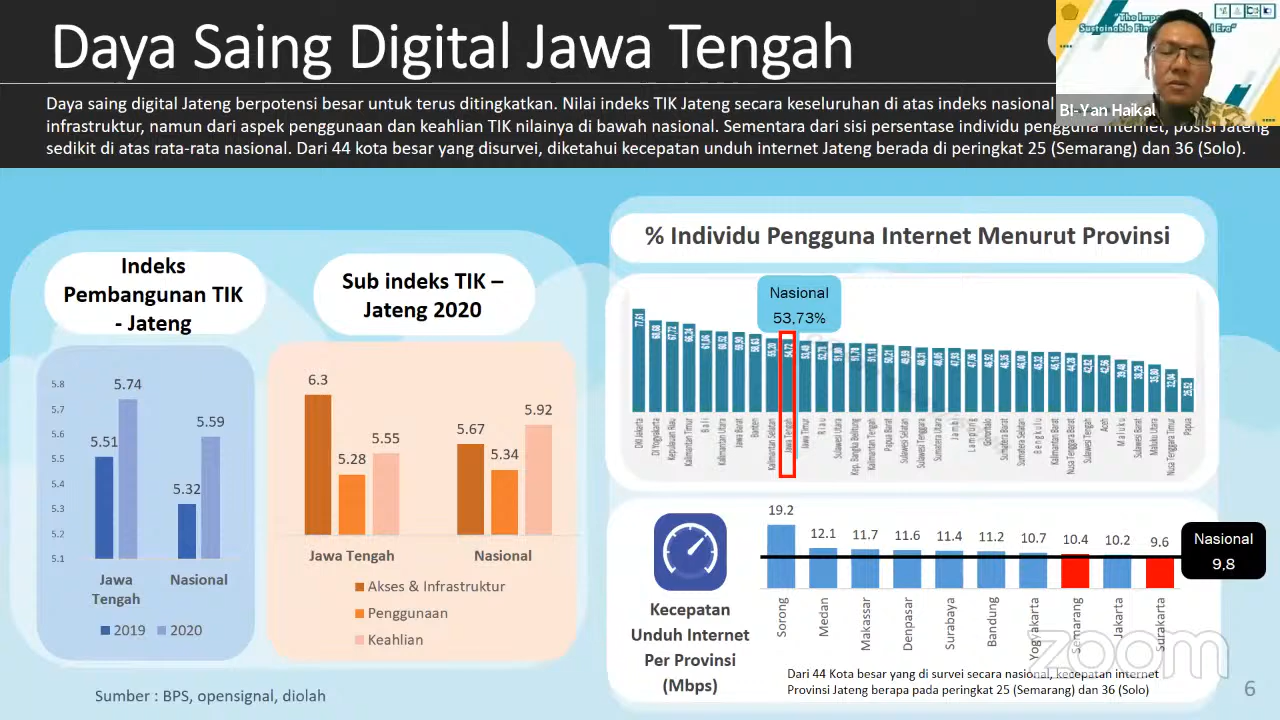 Daya Saing Digital Jawa Tengah
Daya saing digital Jateng berpotensi besar untuk terus ditingkatkan. Nilai indeks TIK Jateng secara keseluruhan di atas indeks nasional
infrastruktur, namun dari aspek penggunaan dan keahlian TIK nilainya di bawah nasional. Sementara dari sisi persentase individu pengguna internet, posisi Jateng
sedikit di atas rata-rata nasional. Dari 44 kota besar yang disurvei, diketahui kecepatan unduh internet Jateng berada di peringkat 25 (Semarang) dan 36 (Solo).
BI-Yan Haikal
Indeks
Pembangunan TIK
- Jateng
5.8
5.7
5.6
5.5
5.4
5.3
5.2
5.1
5.51
5.74
5.32
5.59
Jawa
Tengah
Nasional
2019
2020
Sub indeks TIK –
Jateng 2020
6.3
5.28
5.55
5.67
5.34
5.92
Jawa Tengah
Nasional
Akses & Infrastruktur
Penggunaan
Keahlian
% Individu Pengguna Internet Menurut Provinsi
Nasional
53.73%
77,61
54,72
DKI Jakarta
DI Yogyakarta
Kepulauan Riau
Kalimantan Timur
Bali
Kalimantan Utara
Jawa Barat
Banten
Kalimantan Selatan
Jawa Tengah
Jawa Timur
Riau
Sulawesi Utara
Kep. Bangka Belitung
Kalimantan Tengah
Papua Barat
Sulawesi Selatan
Sulawesi Tenggara
Sumatera Utara
Jambi
Lampung
Gorontalo
Sumatera Barat
Sumatera Selatan
Bengkulu
Kalimantan Barat
Nusa Tenggara Barat
Sulawesi Tengah
Aceh
Maluku
Sulawesi Barat
Maluku Utara
Nusa Tenggara Timur
Papua
Kecepatan
Unduh Internet
Per Provinsi
(Mbps)
19.2
12.1
11.7
11.6
11.4
11.2
10.7
10.4
10.2
9.6
Sorong
Medan
Makasar
Denpasar
Surabaya
Bandung
Yogyakarta
Semarang
Jakarta
Surakarta
Nasional
9,8
Dari 44 Kota besar yang di survei secara nasional, kecepatan internet
Provinsi Jateng berapa pada peringkat 25 (Semarang) dan 36 (Solo)
zoom
Sumber : BPS, opensignal, diolah
6